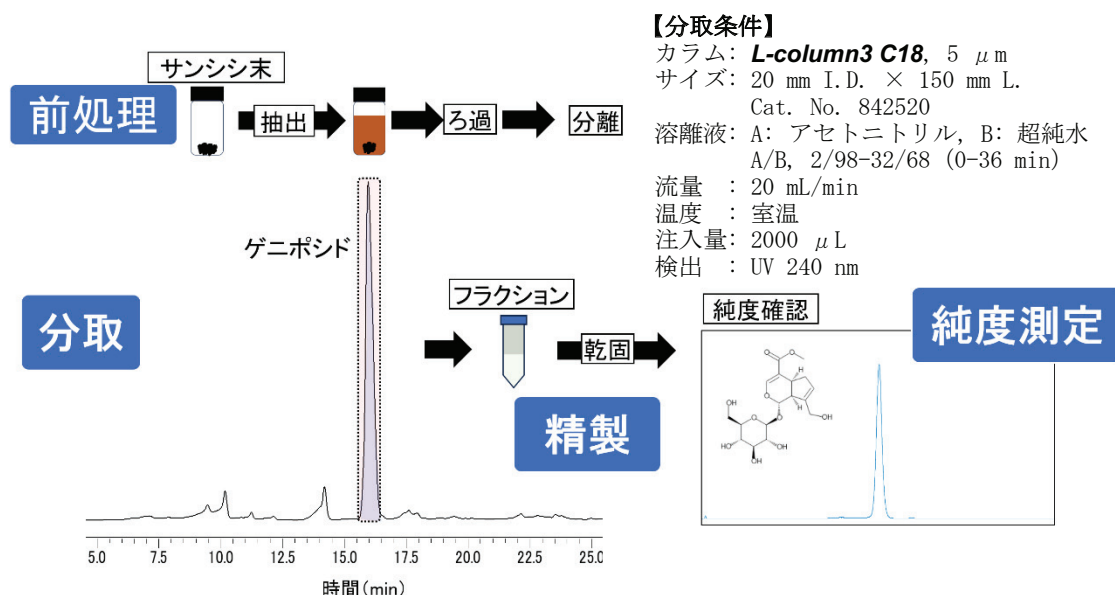 【分取条件】
カラム: L-column3 C18, 5 μm
サイズ: 20 mm I.D. × 150 mm L.
Cat. No. 842520
溶離液: A: アセトニトリル, B: 超純水
A/B, 2/98-32/68 (0-36 min)
流量 : 20 mL/min
温度 : 室温
注入量: 2000 μL
検出 : UV 240 nm
前処理
サンシシ末
抽出
ろ過
分離
分取
ゲニポシド
フラクション
乾固
精製
純度確認
純度測定
O
O
H
O
H
O
OH
OH
O
HO
OH
OH
5.0 7.5 10.0 12.5 15.0 17.5 20.0 22.5 25.0
時間(min)